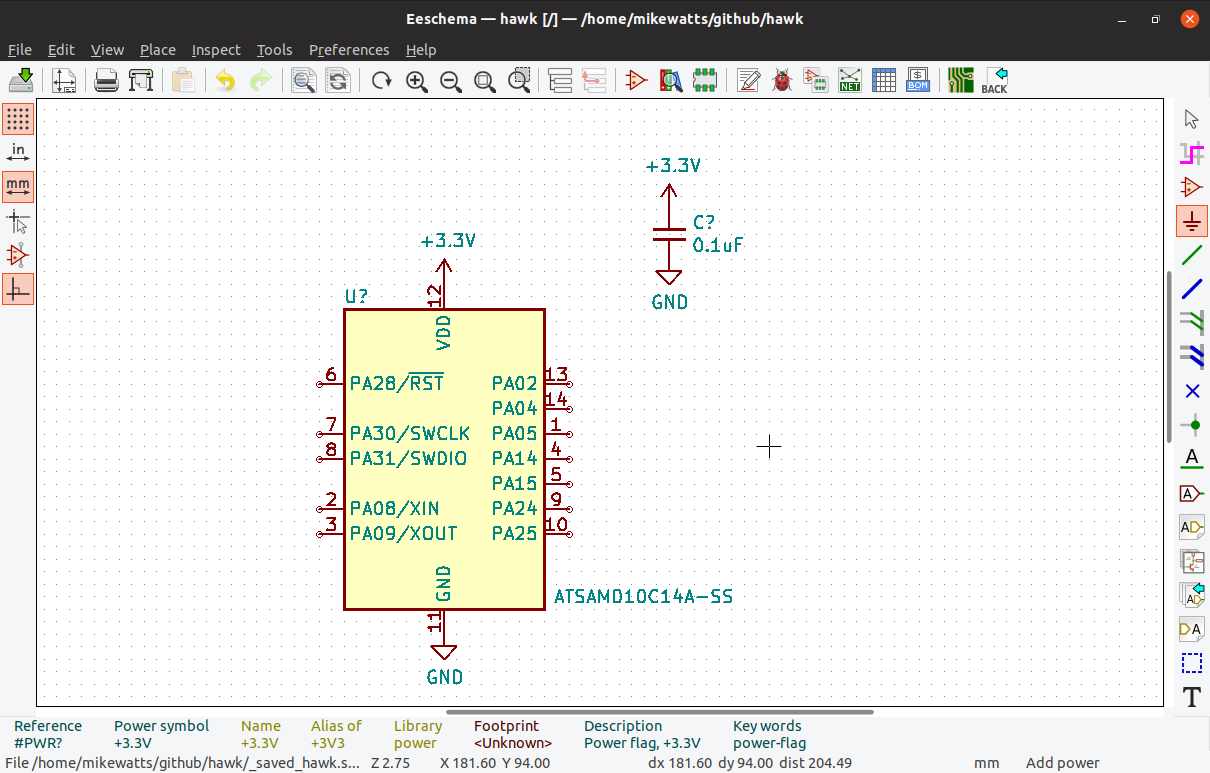 Eeschema — hawk [/] — /home/mikewatts/github/hawk
File Edit View Place Inspect Tools Preferences Help
NET
BOM
BACK
in
mm
A
A
AD
AD
DA
T
+3.3V
C?
0.1uF
GND
+3.3V
12
U?
VDD
6 PA28/RST PA02 13
PA04 14
7 PA30/SWCLK PA05 1
8 PA31/SWDIO PA14 4
PA15 5
2 PA08/XIN PA24 9
3 PA09/XOUT PA25 10
GND
ATSAMD10C14A-SS
11
GND
Reference Power symbol Name Alias of Library Footprint Description Key words
#PWR? +3.3V +3.3V +3V3 power <Unknown> Power flag, +3.3V power-flag
File /home/mikewatts/github/hawk/_saved_hawk.s... Z 2.75 X 181.60 Y 94.00 dx 181.60 dy 94.00 dist 204.49 mm Add power